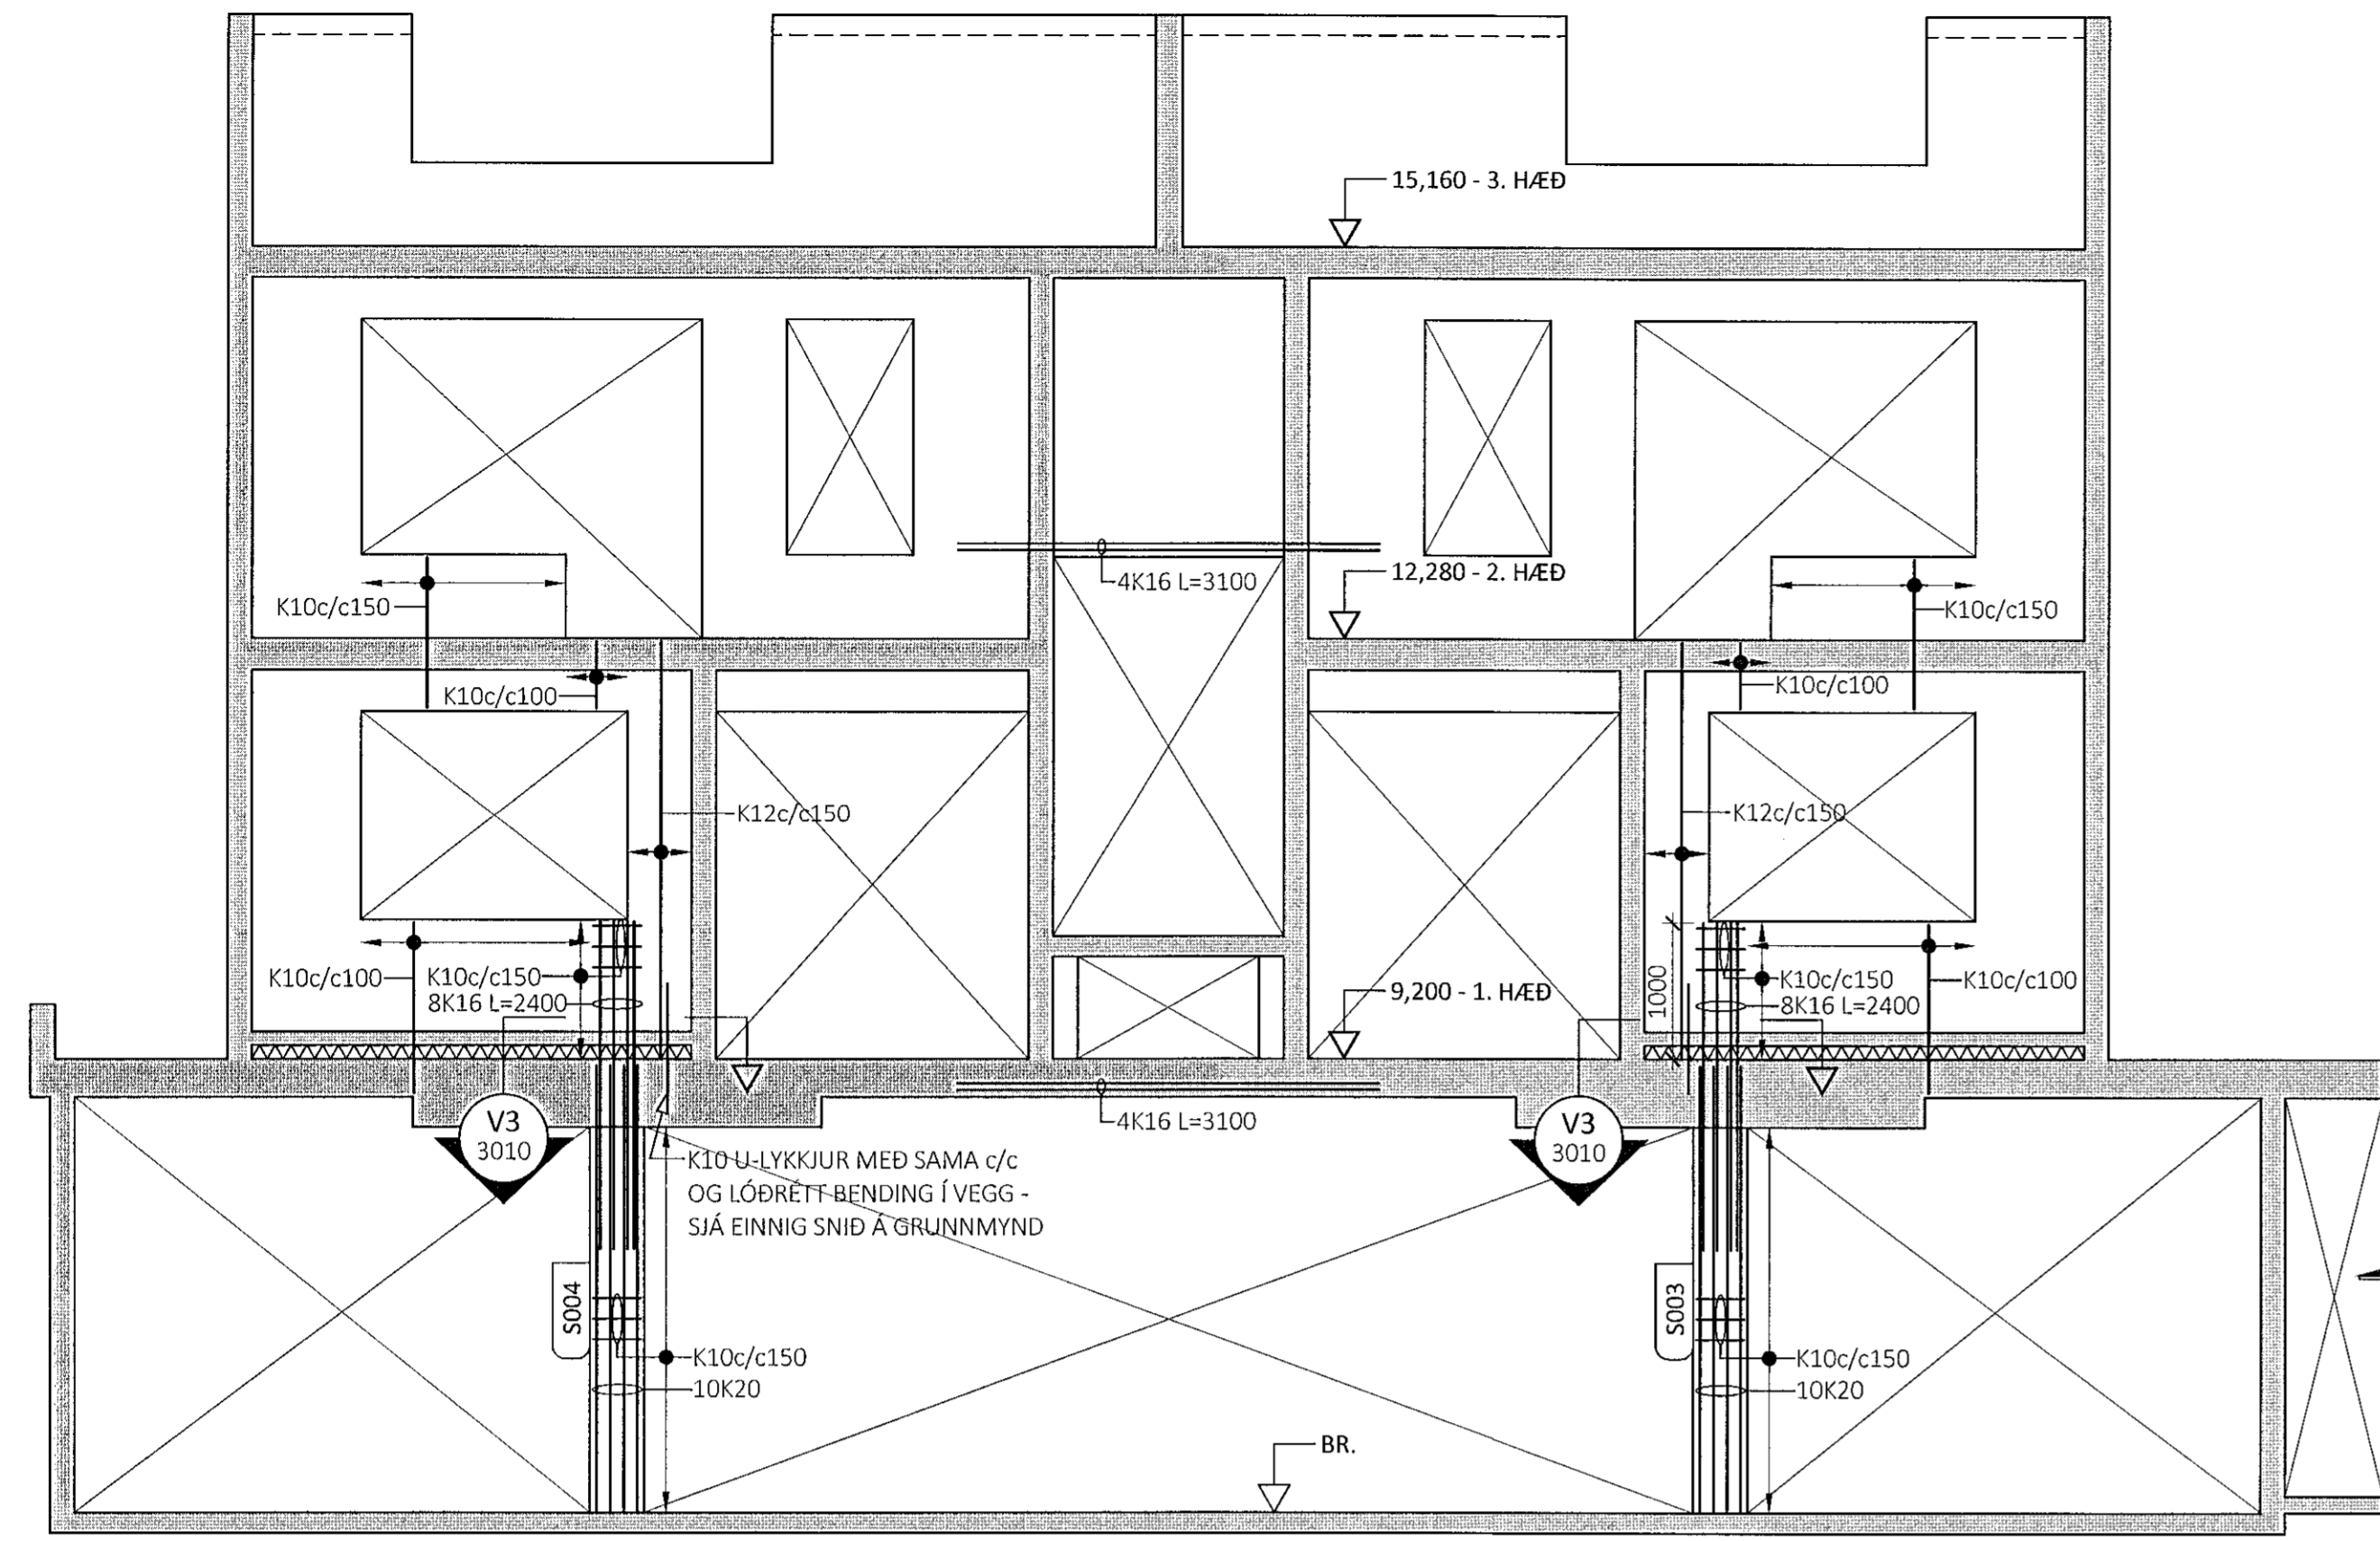 15,160 - 3. HÆÐ
4K16 L=3100
12,280 - 2. HÆÐ
K10c/c150
K10c/c150
K10c/c100
K10c/c100
K12c/c150
K12c/c150
K10c/c100
K10c/c150
8K16 L=2400
9,200 - 1. HÆÐ
1000
K10c/c150
8K16 L=2400
K10c/c100
V3
3010
4K16 L=3100
V3
3010
K10 U-LYKKJUR MEÐ SAMA c/c
OG LÓÐRÉTT BENDING Í VEGG -
SJÁ EINNIG SNIÐ Á GRUNNMYND
S004
S003
K10c/c150
10K20
K10c/c150
10K20
BR.